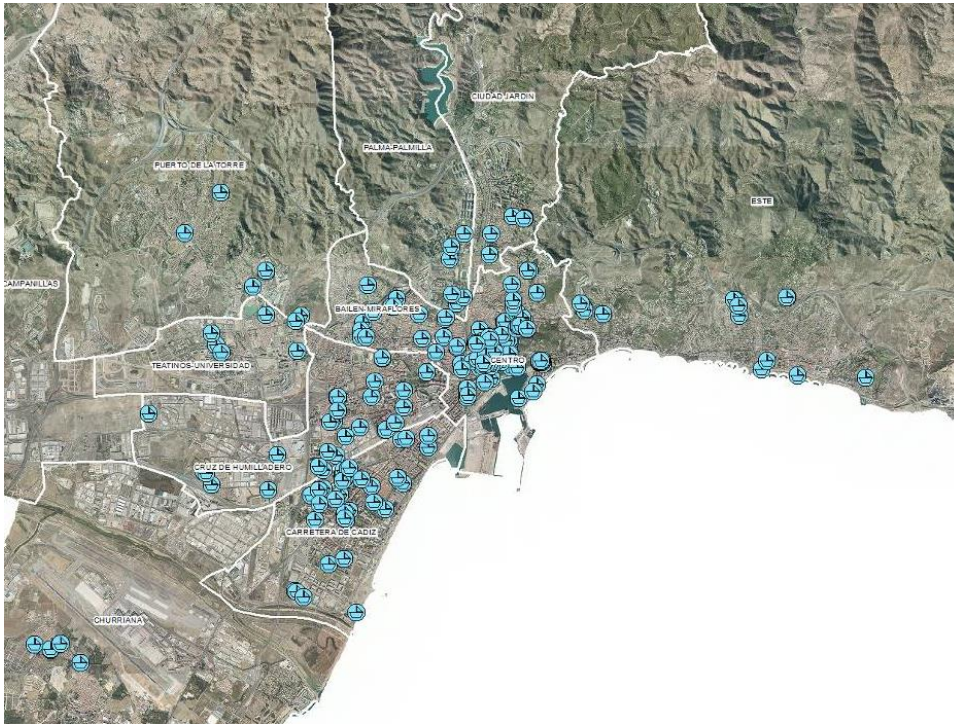 CIUDAD JARDIN
PALMA-PALMILLA
PUERTO DE LA TORRE
ESTE
CAMPANILLAS
BAILEN-MIRAFLORES
CENTRO
TEATINOS-UNIVERSIDAD
CRUZ DE HUMILLADERO
CARRETERA DE CADIZ
CHURRIANA